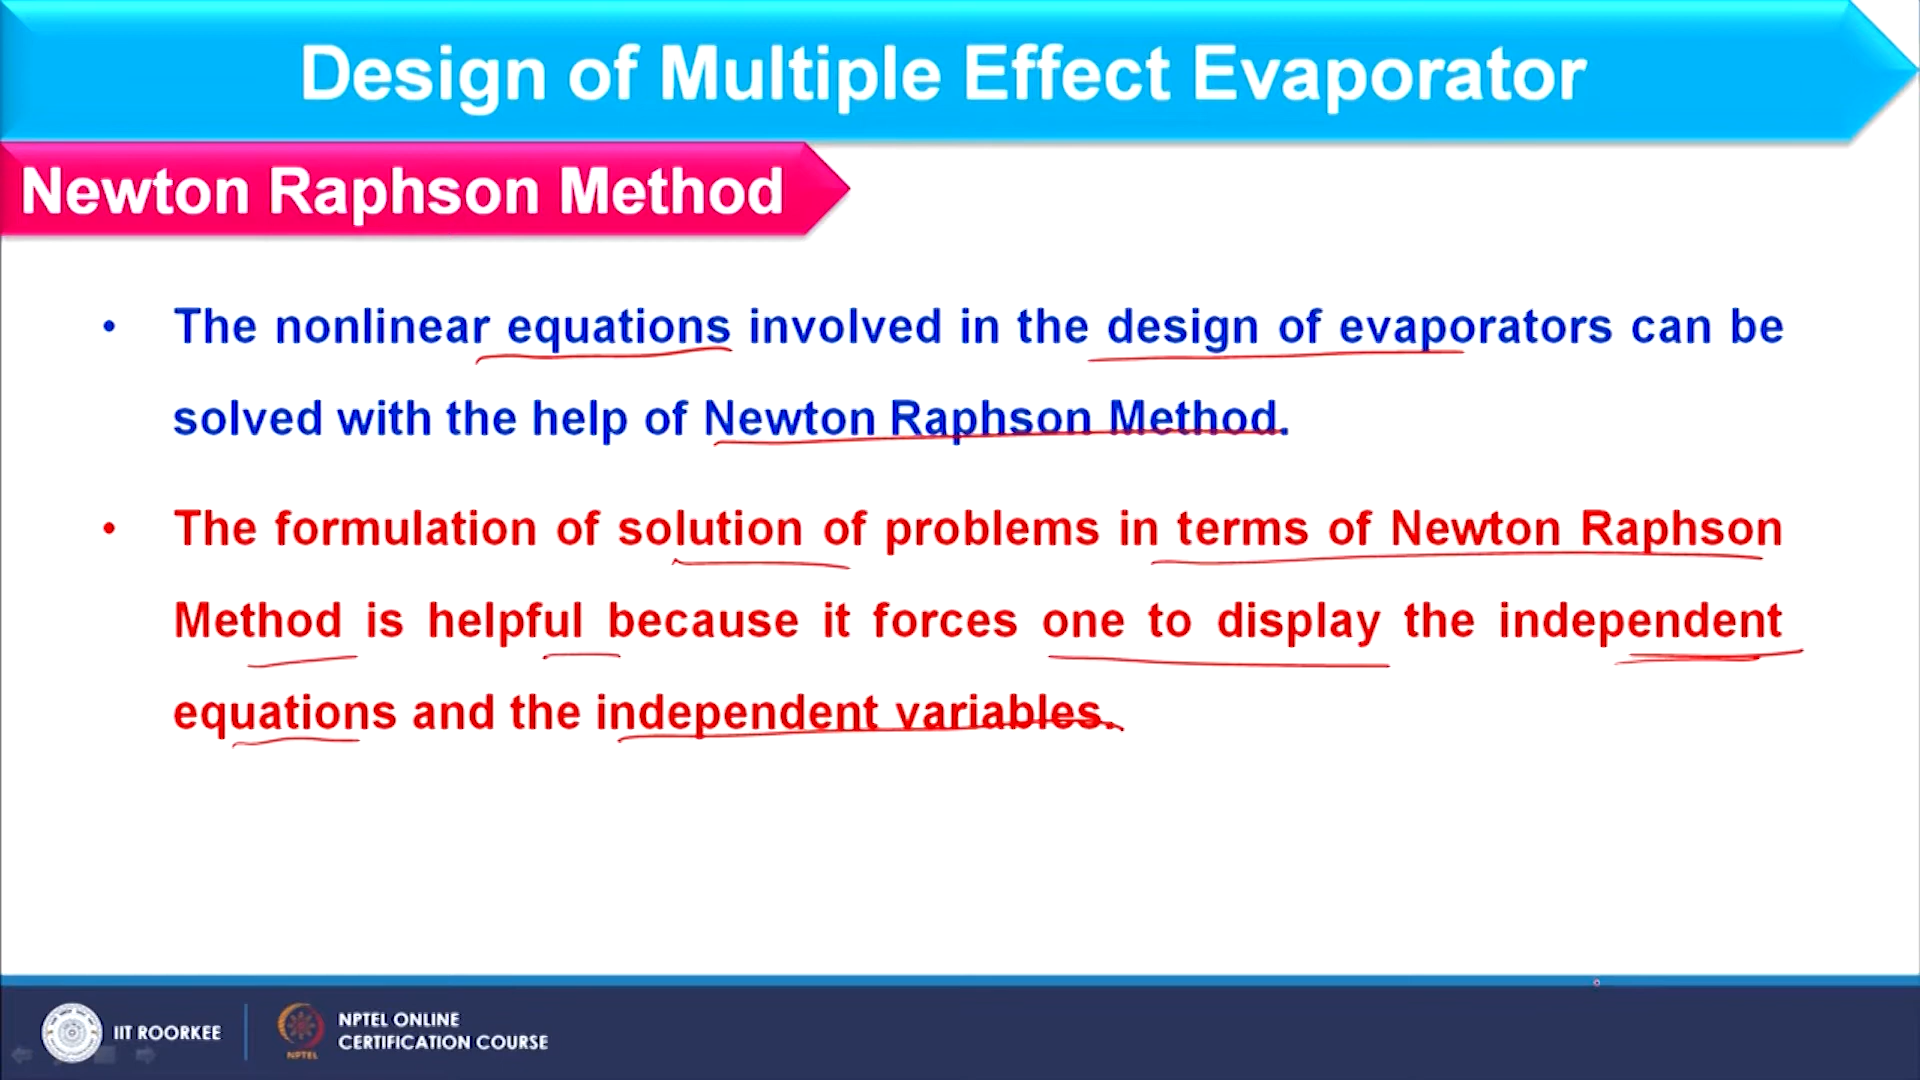 Design of Multiple Effect Evaporator
Newton Raphson Method
• The nonlinear equations involved in the design of evaporators can be
solved with the help of Newton Raphson Method.
• The formulation of solution of problems in terms of Newton Raphson
Method is helpful because it forces one to display the independent
equations and the independent variables.
IIT ROORKEE
NPTEL
NPTEL ONLINE
CERTIFICATION COURSE